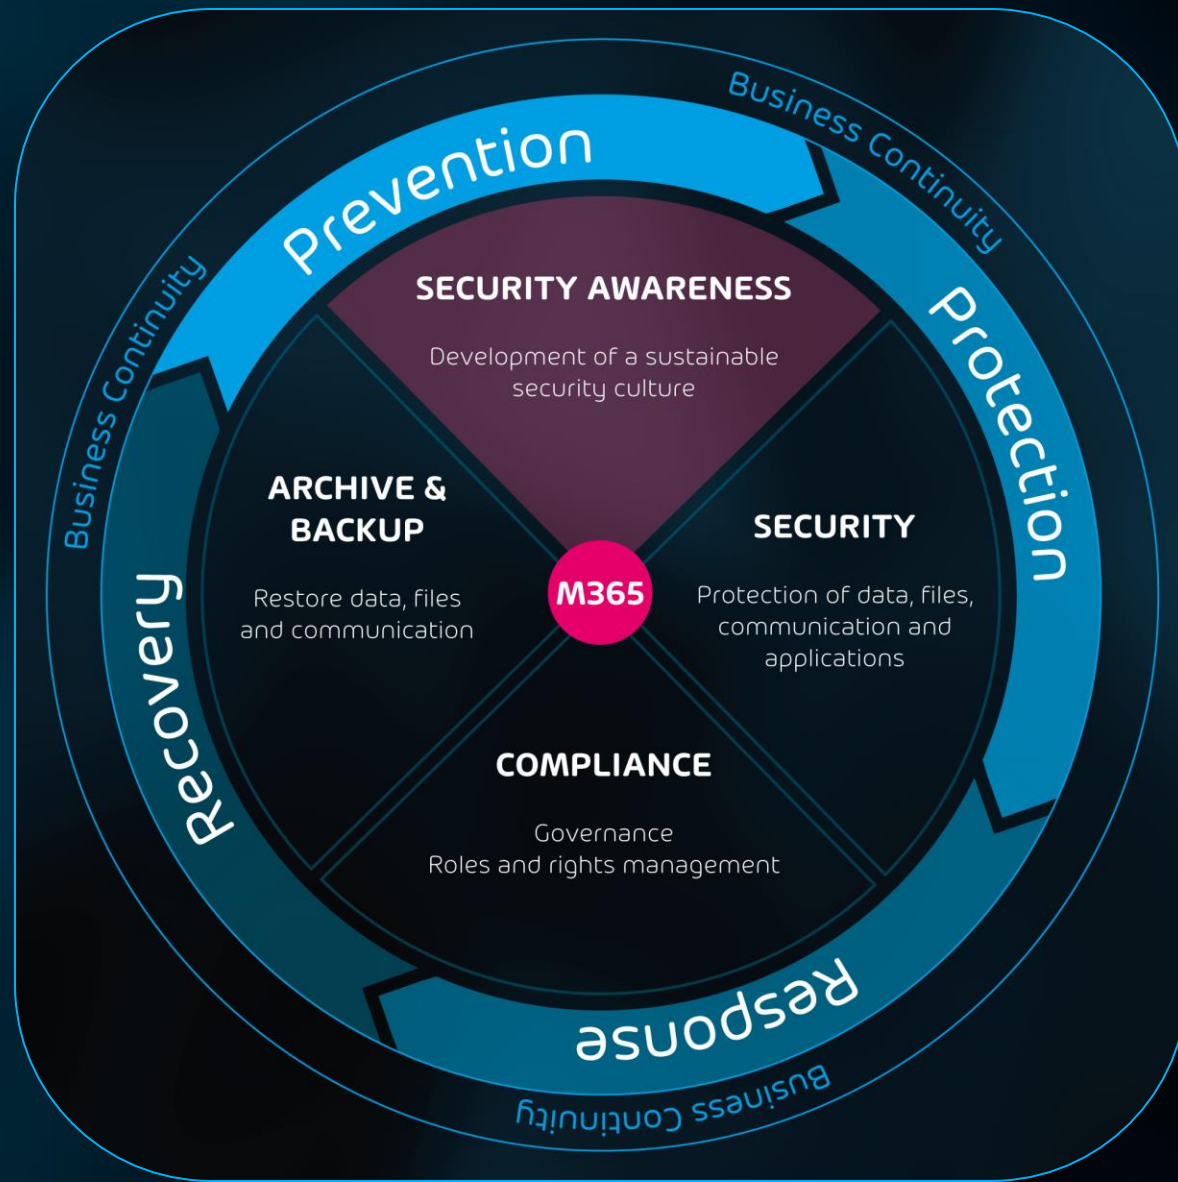 Business Continuity
Prevention
Protection
Response
Recovery
Business Continuity
Business Continuity
SECURITY AWARENESS
Development of a sustainable
security culture
ARCHIVE &
BACKUP
Restore data, files
and communication
M365
SECURITY
Protection of data, files,
communication and
applications
COMPLIANCE
Governance
Roles and rights management